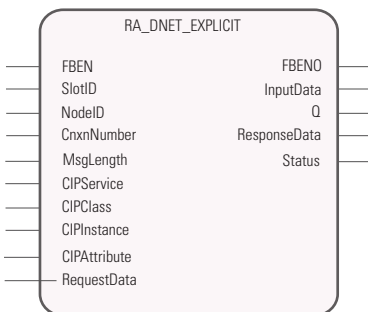 RA_DNET_EXPLICIT
FBEN FBENO
SlotID InputData
NodeID Q
CnxnNumber ResponseData
MsgLength Status
CIPService
CIPClass
CIPInstance
CIPAttribute
RequestData